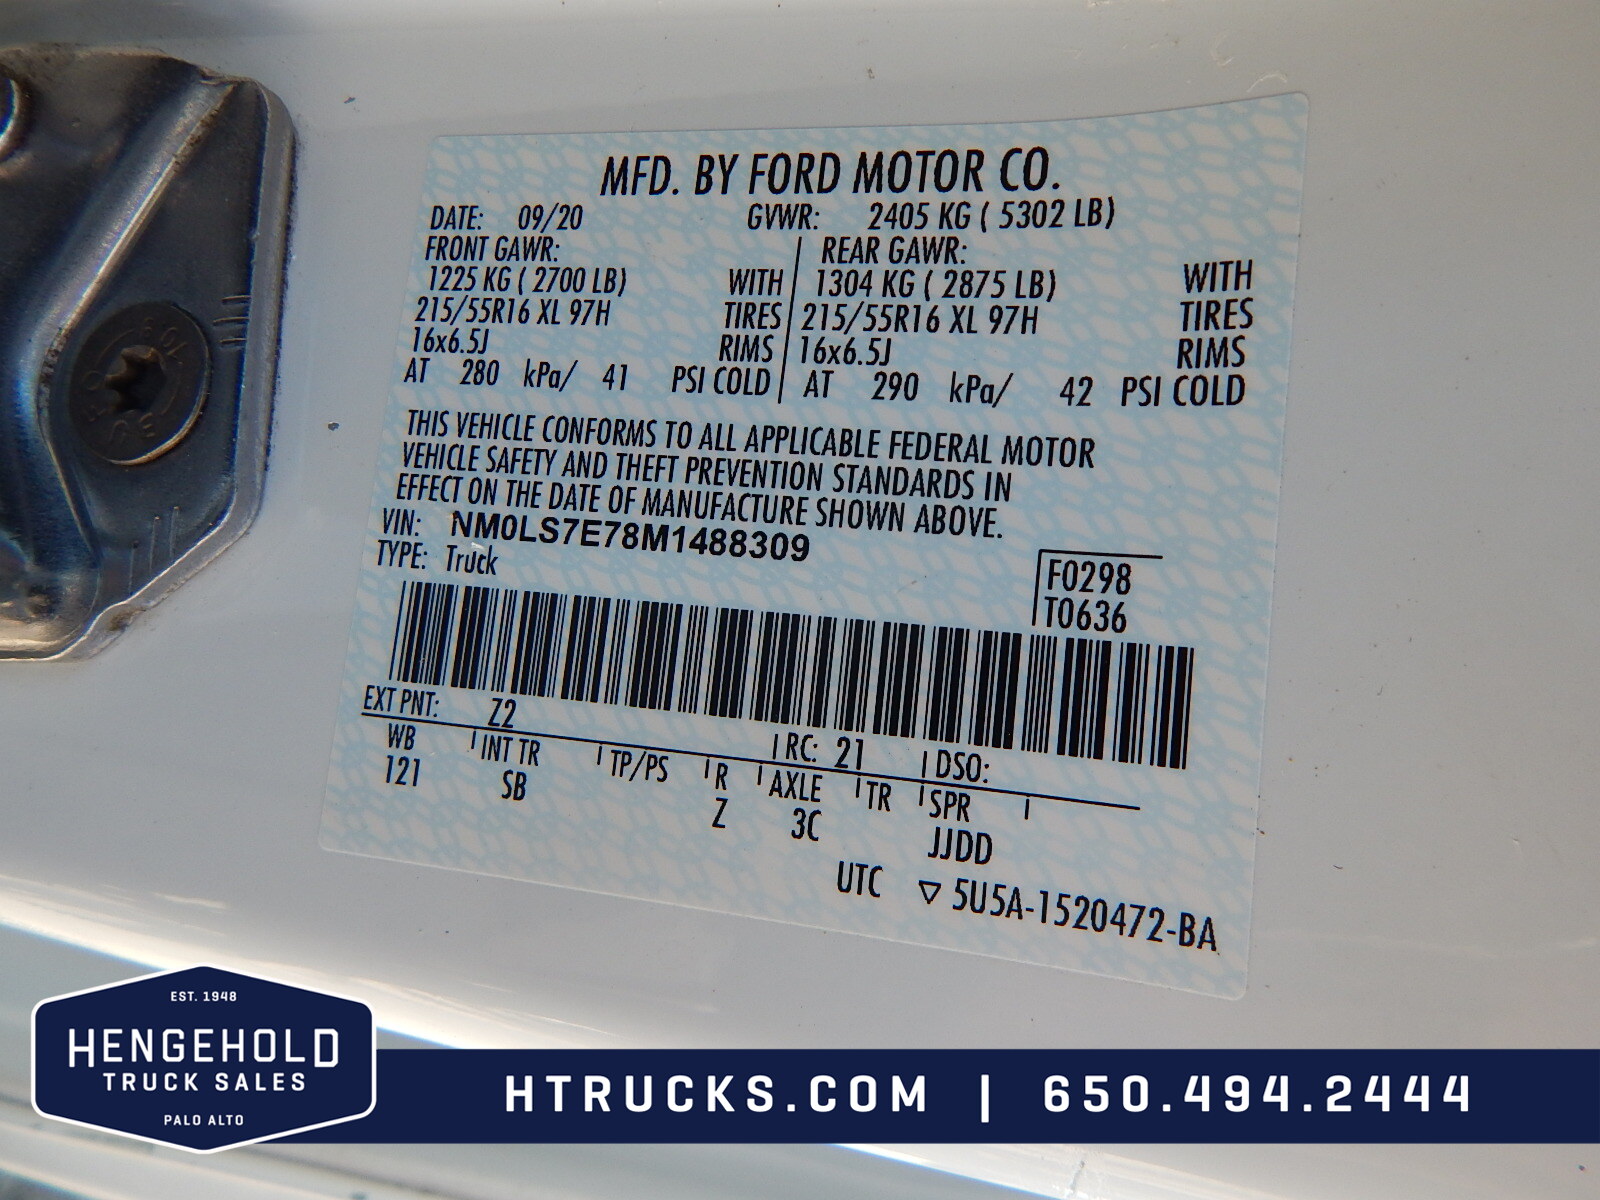 MFD. BY FORD MOTOR CO.
DATE: 09/20 GVWR: 2405 KG ( 5302 LB)
FRONT GAWR: REAR GAWR:
1225 KG ( 2700 LB) WITH 1304 KG ( 2875 LB) WITH
215/55R16 XL 97H TIRES 215/55R16 XL 97H TIRES
16x6.5J RIMS 16x6.5J RIMS
AT 280 kPa/ 41 PSI COLD AT 290 kPa/ 42 PSI COLD
THIS VEHICLE CONFORMS TO ALL APPLICABLE FEDERAL MOTOR
VEHICLE SAFETY AND THEFT PREVENTION STANDARDS IN
EFFECT ON THE DATE OF MANUFACTURE SHOWN ABOVE.
VIN: NM0LS7E78M1488309
TYPE: Truck
F0298
T0636
EXT PNT: Z2 RC: 21 DSO:
WB INT TR TP/PS R AXLE TR SPR
121 SB Z 3C JJDD
UTC ▽ 5U5A-1520472-BA
EST. 1948
HENGEHOLD
TRUCK SALES
PALO ALTO
HTRUCKS.COM | 650.494.2444